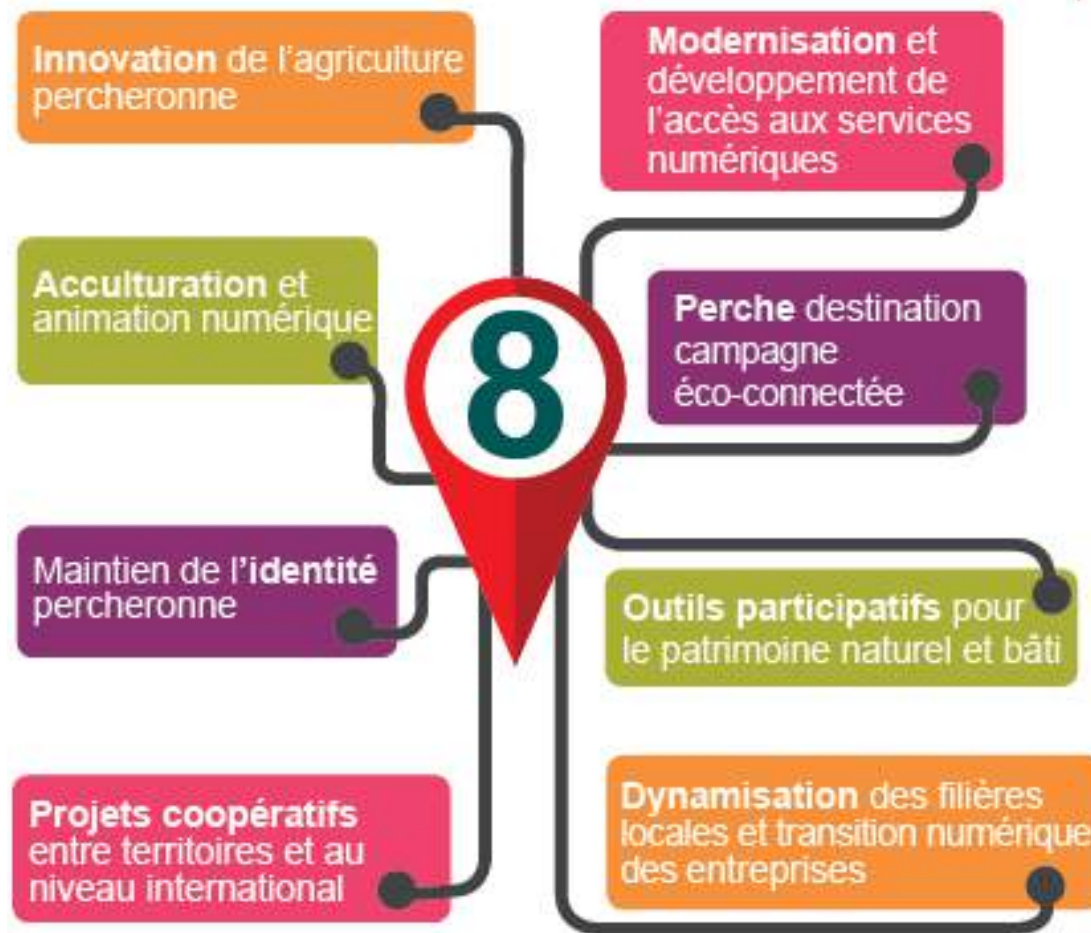 Innovation de l'agriculture
percheronne
Modernisation et
développement de
l'accès aux services
numériques
Acculturation et
animation numérique
8
Perche destination
campagne
éco-connectée
Maintien de l'identité
percheronne
Outils participatifs pour
le patrimoine naturel et bâti
Projets coopératifs
entre territoires et au
niveau international
Dynamisation des filières
locales et transition numérique
des entreprises